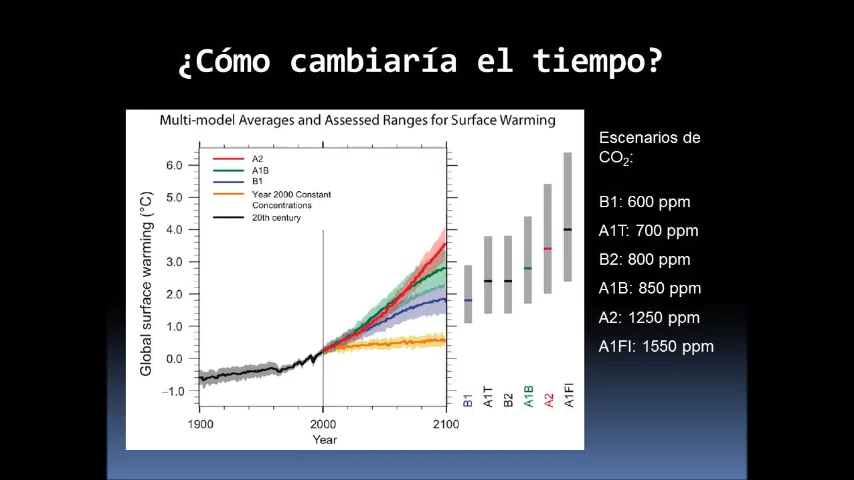 ¿Cómo cambiaría el tiempo?
Multi-model Averages and Assessed Ranges for Surface Warming
Global surface warming (°C)
6.0
5.0
4.0
3.0
2.0
1.0
0.0
−1.0
A2
A1B
B1
Year 2000 Constant
Concentrations
20th century
1900
2000
2100
Year
B1
A1T
B2
A1B
A2
A1FI
Escenarios de
CO₂:
B1: 600 ppm
A1T: 700 ppm
B2: 800 ppm
A1B: 850 ppm
A2: 1250 ppm
A1FI: 1550 ppm